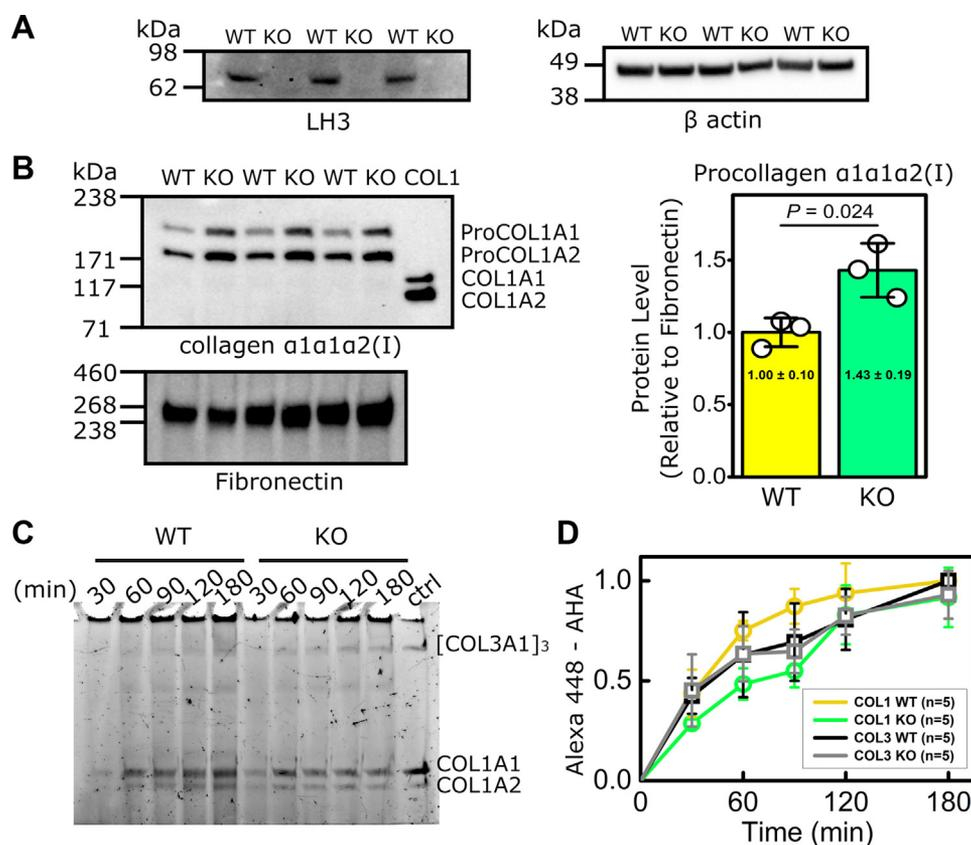 A
kDa
WT KO WT KO WT KO
98
62
LH3
kDa
WT KO WT KO WT KO
49
38
β actin
B
kDa
WT KO WT KO WT KO COL1
238
171
117
71
ProCOL1A1
ProCOL1A2
COL1A1
COL1A2
collagen α1α1α2(I)
460
268
238
Fibronectin
Procollagen α1α1α2(I)
P = 0.024
Protein Level
(Relative to Fibronectin)
1.5
1.0
0.5
0.0
1.00 ± 0.10
1.43 ± 0.19
WT KO
C
WT KO
(min) 30 60 90 120 180 30 60 90 120 180 ctrl
[COL3A1]₃
COL1A1
COL1A2
D
Alexa 448 - AHA
1.0
0.5
0.0
COL1 WT (n=5)
COL1 KO (n=5)
COL3 WT (n=5)
COL3 KO (n=5)
0 60 120 180
Time (min)